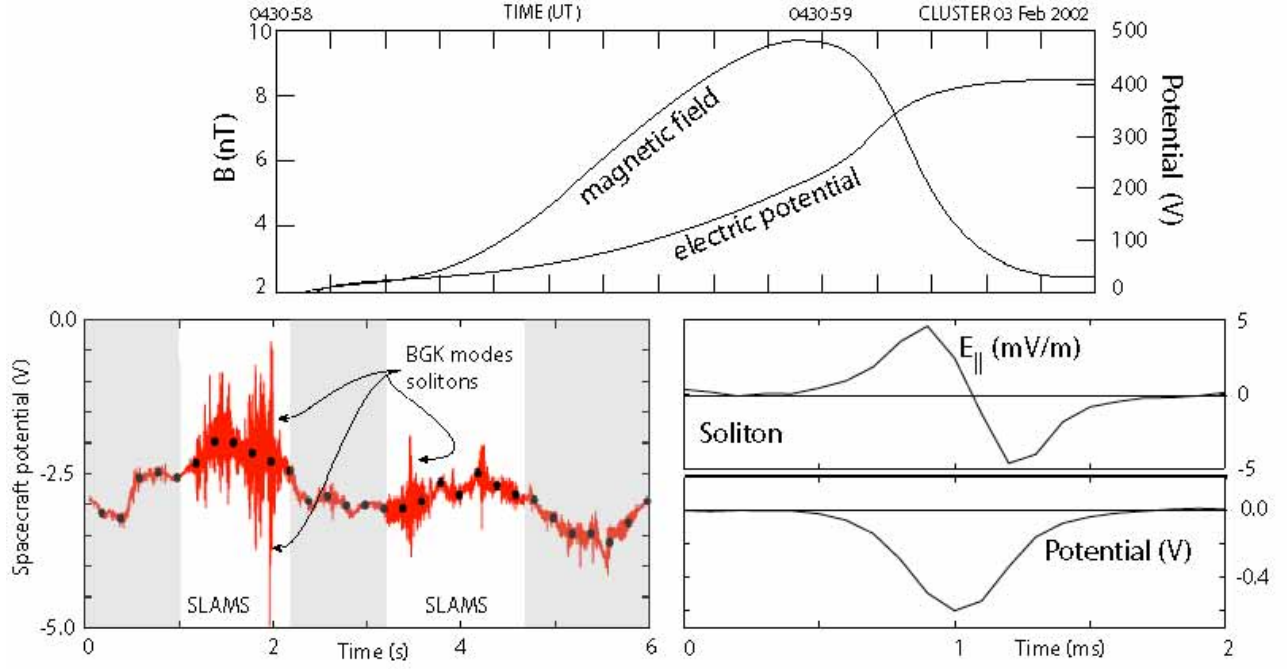 0430:58 TIME (UT) 0430:59 CLUSTER 03 Feb 2002
10
8
6
4
2
B (nT)
magnetic field
electric potential
500
400
300
200
100
0
Potential (V)
0.0
-2.5
-5.0
Spacecraft potential (V)
BGK modes
solitons
SLAMS SLAMS
0 2 4 6
Time (s)
E|| (mV/m)
Soliton
5
0
-5
Potential (V)
0.0
-0.4
0 1 2
Time (ms)